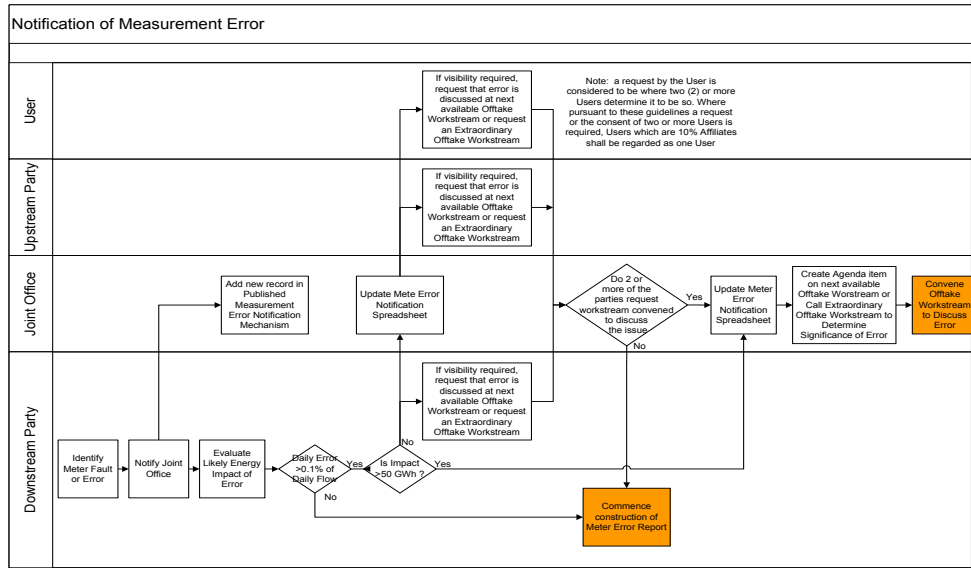 Notification of Measurement Error
User
If visibility required,
request that error is
discussed at next
available Offtake
Workstream or request
an Extraordinary
Offtake Workstream
Note: a request by the User is
considered to be where two (2) or more
Users determine it to be so. Where
pursuant to these guidelines a request
or the consent of two or more Users is
required, Users which are 10% Affiliates
shall be regarded as one User
Upstream Party
If visibility required,
request that error is
discussed at next
available Offtake
Workstream or request
an Extraordinary
Offtake Workstream
Joint Office
Add new record in
Published
Measurement
Error Notification
Mechanism
Update Mete Error
Notification
Spreadsheet
Do 2 or
more of the
parties request
workstream convened
to discuss
the issue
Yes
No
Update Meter
Error
Notification
Spreadsheet
Create Agenda item
on next available
Offtake Worstream or
Call Extraordinary
Offtake Workstream to
Determine
Significance of Error
Convene
Offtake
Workstream
to Discuss
Error
Downstream Party
Identify
Meter Fault
or Error
Notify Joint
Office
Evaluate
Likely Energy
Impact of
Error
Daily Error
>0.1% of
Daily Flow
Yes
No
Is Impact
>50 GWh ?
No
Yes
If visibility required,
request that error is
discussed at next
available Offtake
Workstream or request
an Extraordinary
Offtake Workstream
Commence
construction of
Meter Error Report